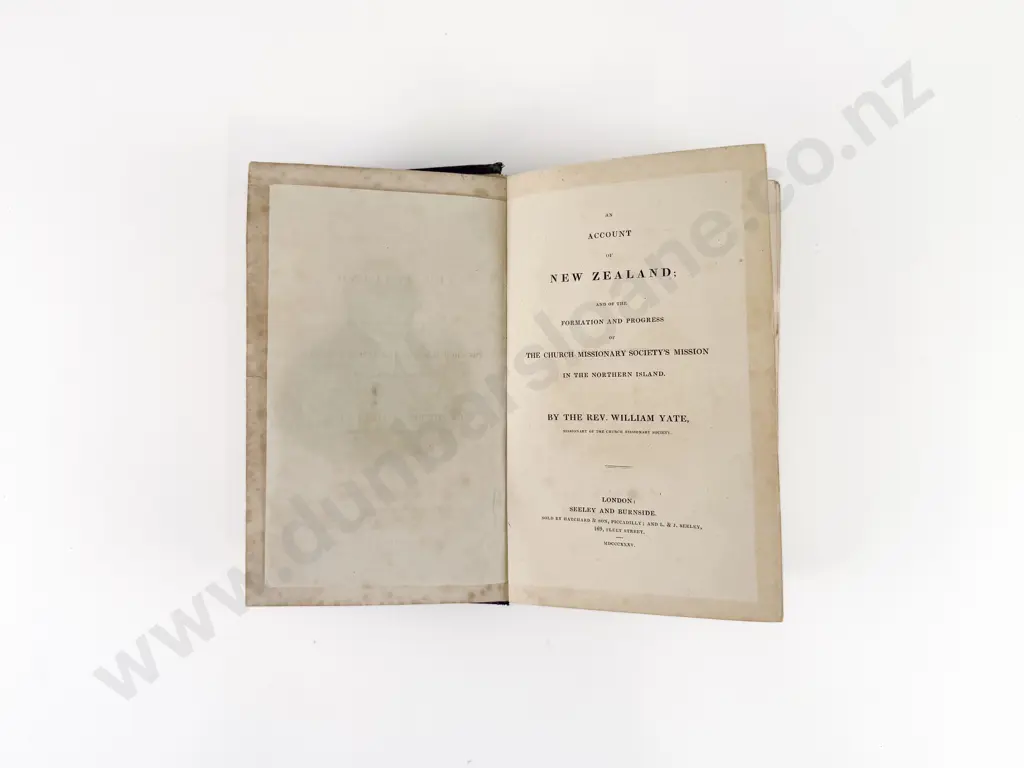 AN
ACCOUNT
OF
NEW ZEALAND;
AND OF THE
FORMATION AND PROGRESS
OF
THE CHURCH MISSIONARY SOCIETY'S MISSION
IN THE NORTHERN ISLAND.
BY THE REV. WILLIAM YATE,
MISSIONARY OF THE CHURCH MISSIONARY SOCIETY.
LONDON:
SEELEY AND BURNSIDE.
SOLD BY HATCHARD & SON, PICCADILLY; AND L. & J. SEELEY,
169, FLEET STREET.
MDCCCXXXV.
www.dunbarsloane.co.nz